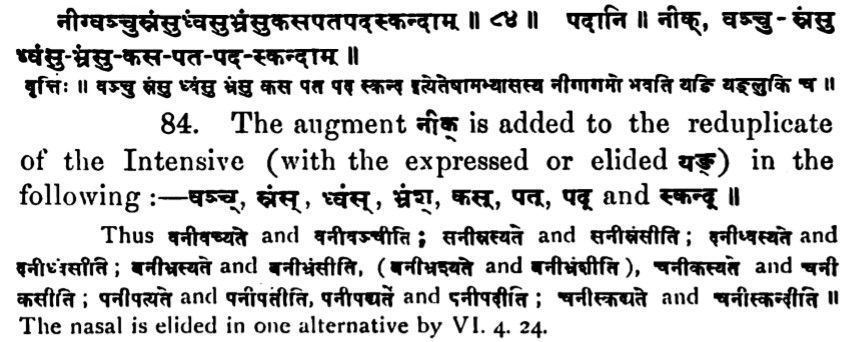 नीग्वञ्चुस्रंसुध्वंसुभ्रंसुकसपतपदस्कन्दाम् ॥ ८४ ॥ पदानि ॥ नीक्, वञ्चु-स्रंसु
ध्वंसु-भ्रंसु-कस-पत-पद-स्कन्दाम् ॥
वृत्तिः ॥ वञ्चु स्रंसु ध्वंसु भ्रंसु कस पत पद स्कन्द इत्येतेषामभ्यासस्य नीगागमो भवति यङि यङ्लुकि च ॥
84. The augment नीक् is added to the reduplicate
of the Intensive (with the expressed or elided यङ्) in the
following :—वञ्च्, स्रंस्, ध्वंस्, भ्रंश्, कस्, पत्, पद् and स्कन्द् ॥
Thus वनीवच्यते and वनीवञ्चीति ; सनीस्रस्यते and सनीस्रंसीति ; दनीध्वस्यते and
दनीध्वंसीति ; बनीभ्रस्यते and बनीभ्रंसीति, (बनीभ्रश्यते and बनीभ्रंशीति), चनीकस्यते and चनी
कसीति ; पनीपत्यते and पनीपतीति, पनीपद्यते and पनीपदीति ; चनीस्कद्यते and चनीस्कन्दीति ॥
The nasal is elided in one alternative by VI. 4. 24.